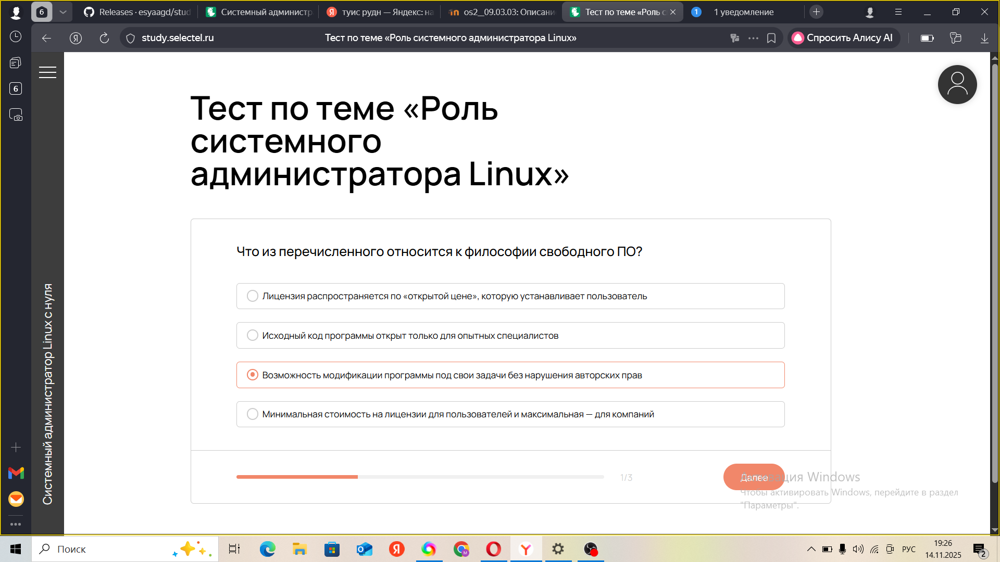 6
Releases · esyaagd/stud
Системный администр
туис рудн — Яндекс: на
os2__09.03.03: Описани
Тест по теме «Роль с
1
1 уведомление
study.selectel.ru
Тест по теме «Роль системного администратора Linux»
Спросить Алису AI
6
Тест по теме «Роль
системного
администратора Linux»
Что из перечисленного относится к философии свободного ПО?
Лицензия распространяется по «открытой цене», которую устанавливает пользователь
Исходный код программы открыт только для опытных специалистов
Возможность модификации программы под свои задачи без нарушения авторских прав
Минимальная стоимость на лицензии для пользователей и максимальная — для компаний
1/3
Далее
Активация Windows
Чтобы активировать Windows, перейдите в раздел
"Параметры".
Системный администратор Linux с нуля
Поиск
РУС
19:26
14.11.2025
2